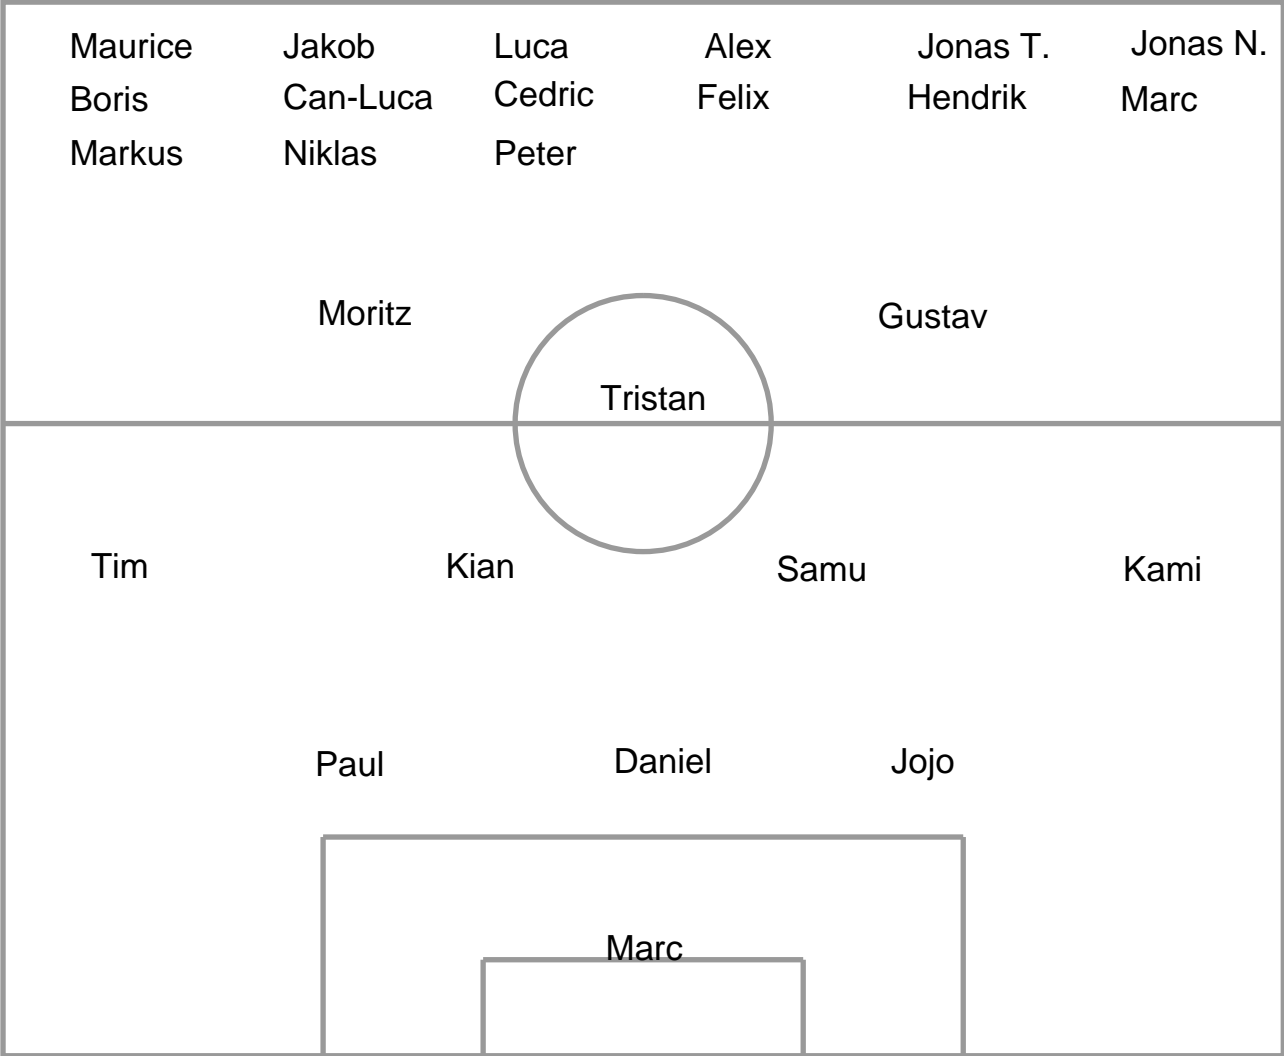 Maurice Jakob Luca Alex Jonas T. Jonas N.
Boris Can-Luca Cedric Felix Hendrik Marc
Markus Niklas Peter
Moritz Gustav
Tristan
Tim Kian Samu Kami
Paul Daniel Jojo
Marc